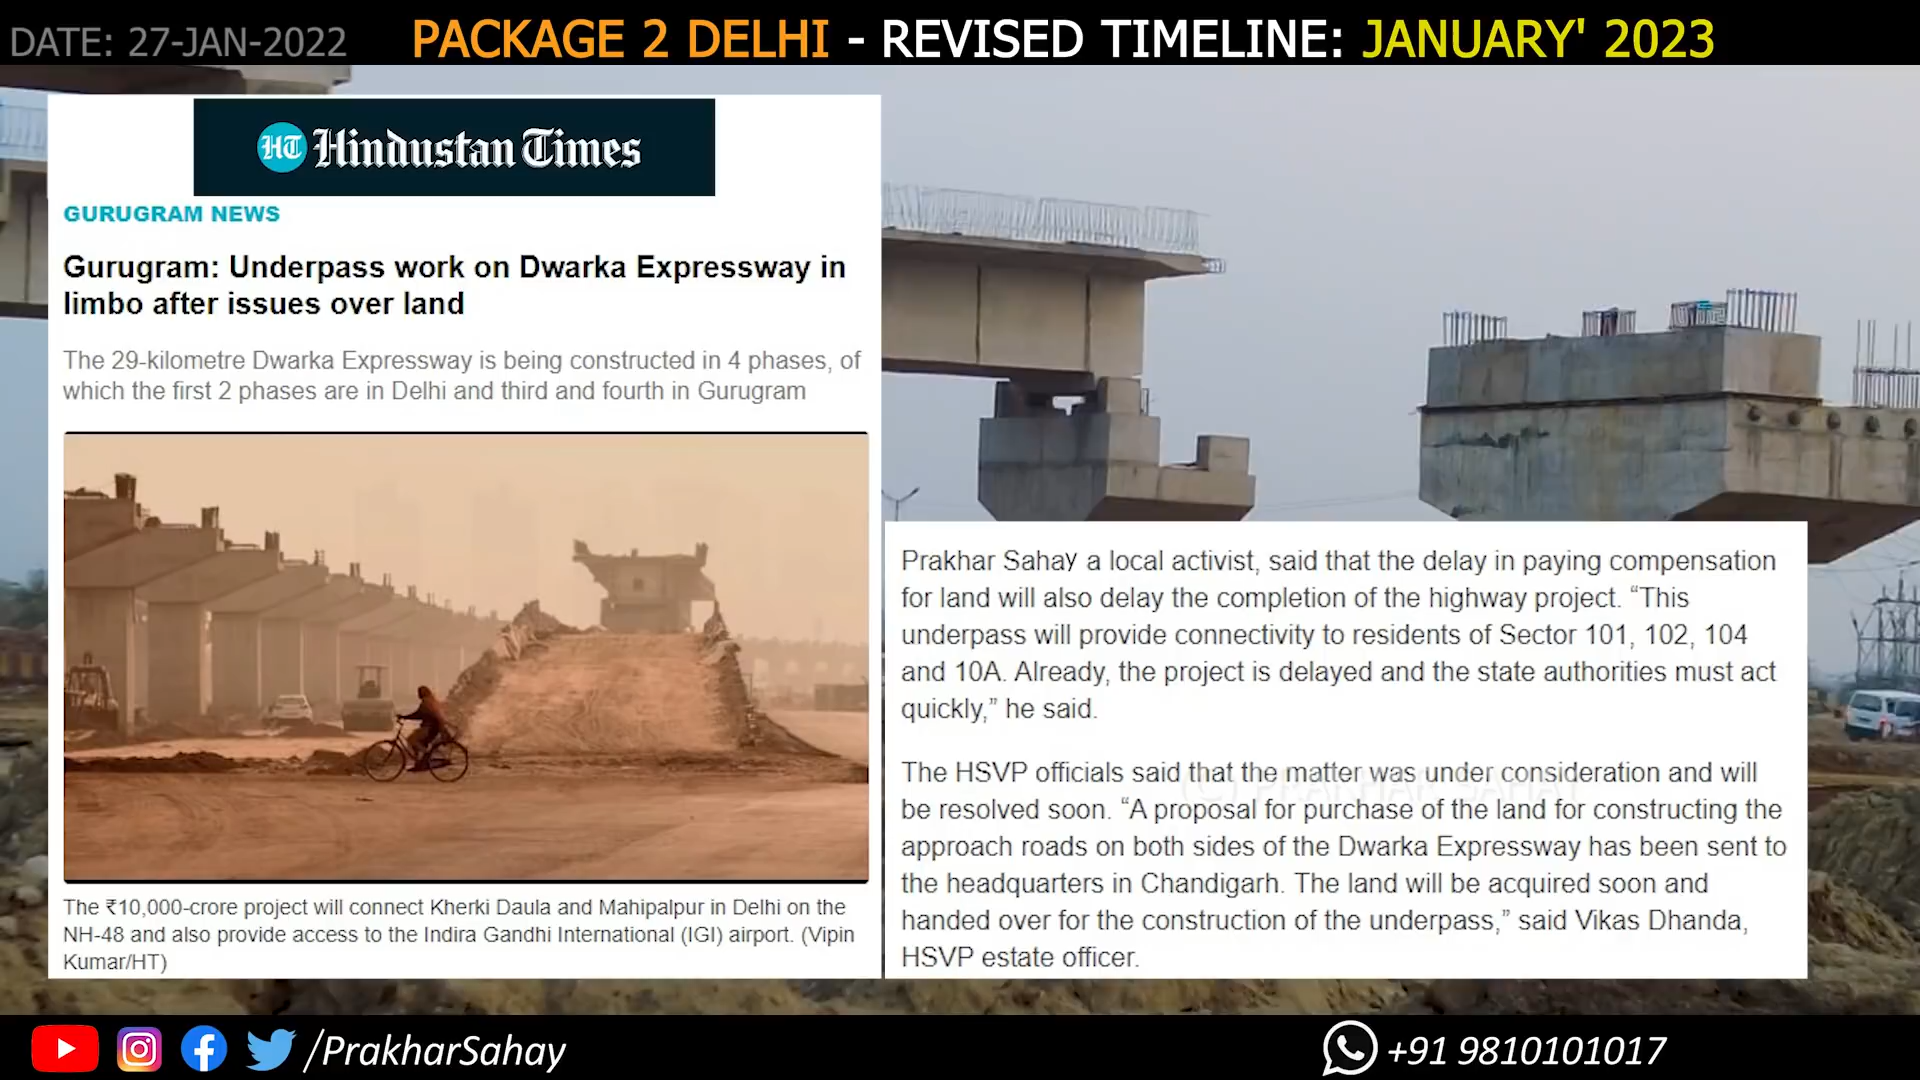 DATE: 27-JAN-2022
PACKAGE 2 DELHI - REVISED TIMELINE: JANUARY' 2023
HT Hindustan Times
GURUGRAM NEWS
Gurugram: Underpass work on Dwarka Expressway in
limbo after issues over land
The 29-kilometre Dwarka Expressway is being constructed in 4 phases, of
which the first 2 phases are in Delhi and third and fourth in Gurugram
The ₹10,000-crore project will connect Kherki Daula and Mahipalpur in Delhi on the
NH-48 and also provide access to the Indira Gandhi International (IGI) airport. (Vipin
Kumar/HT)
Prakhar Sahay a local activist, said that the delay in paying compensation
for land will also delay the completion of the highway project. “This
underpass will provide connectivity to residents of Sector 101, 102, 104
and 10A. Already, the project is delayed and the state authorities must act
quickly,” he said.
The HSVP officials said that the matter was under consideration and will
be resolved soon. “A proposal for purchase of the land for constructing the
approach roads on both sides of the Dwarka Expressway has been sent to
the headquarters in Chandigarh. The land will be acquired soon and
handed over for the construction of the underpass,” said Vikas Dhanda,
HSVP estate officer.
(C) PRAKHAR SAHAY
/PrakharSahay
+91 9810101017